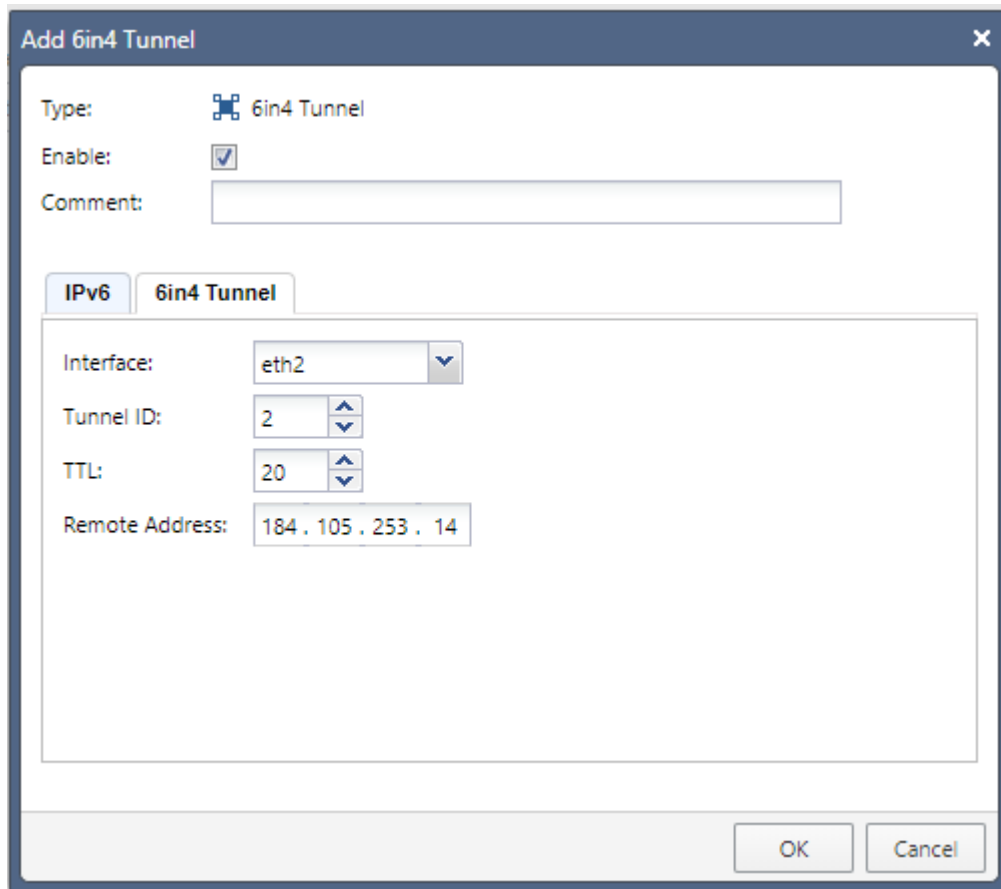 Add 6in4 Tunnel
Type: 6in4 Tunnel
Enable:
Comment:
IPv6 6in4 Tunnel
Interface: eth2
Tunnel ID: 2
TTL: 20
Remote Address: 184 . 105 . 253 . 14
OK Cancel